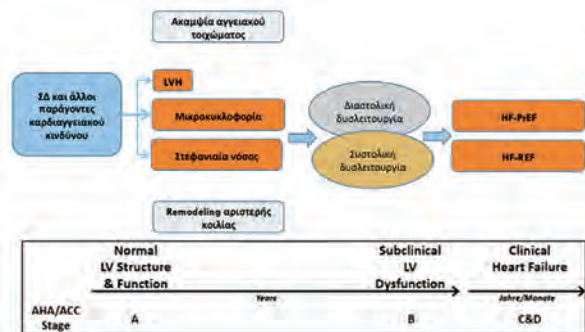 Ακαμψία αγγειακού
τοιχώματος
ΣΔ και άλλοι
παράγοντες
καρδιαγγειακού
κινδύνου
LVH
Μικροκυκλοφορία
Στεφανιαία νόσος
Διαστολική
δυσλειτουργία
Συστολική
δυσλειτουργία
HF-PrEF
HF-REF
Remodeling αριστερής
κοιλίας
Normal
LV Structure
& Function
Subclinical
LV
Dysfunction
Clinical
Heart Failure
Years
Jahre/Monate
AHA/ACC
Stage
A
B
C&D